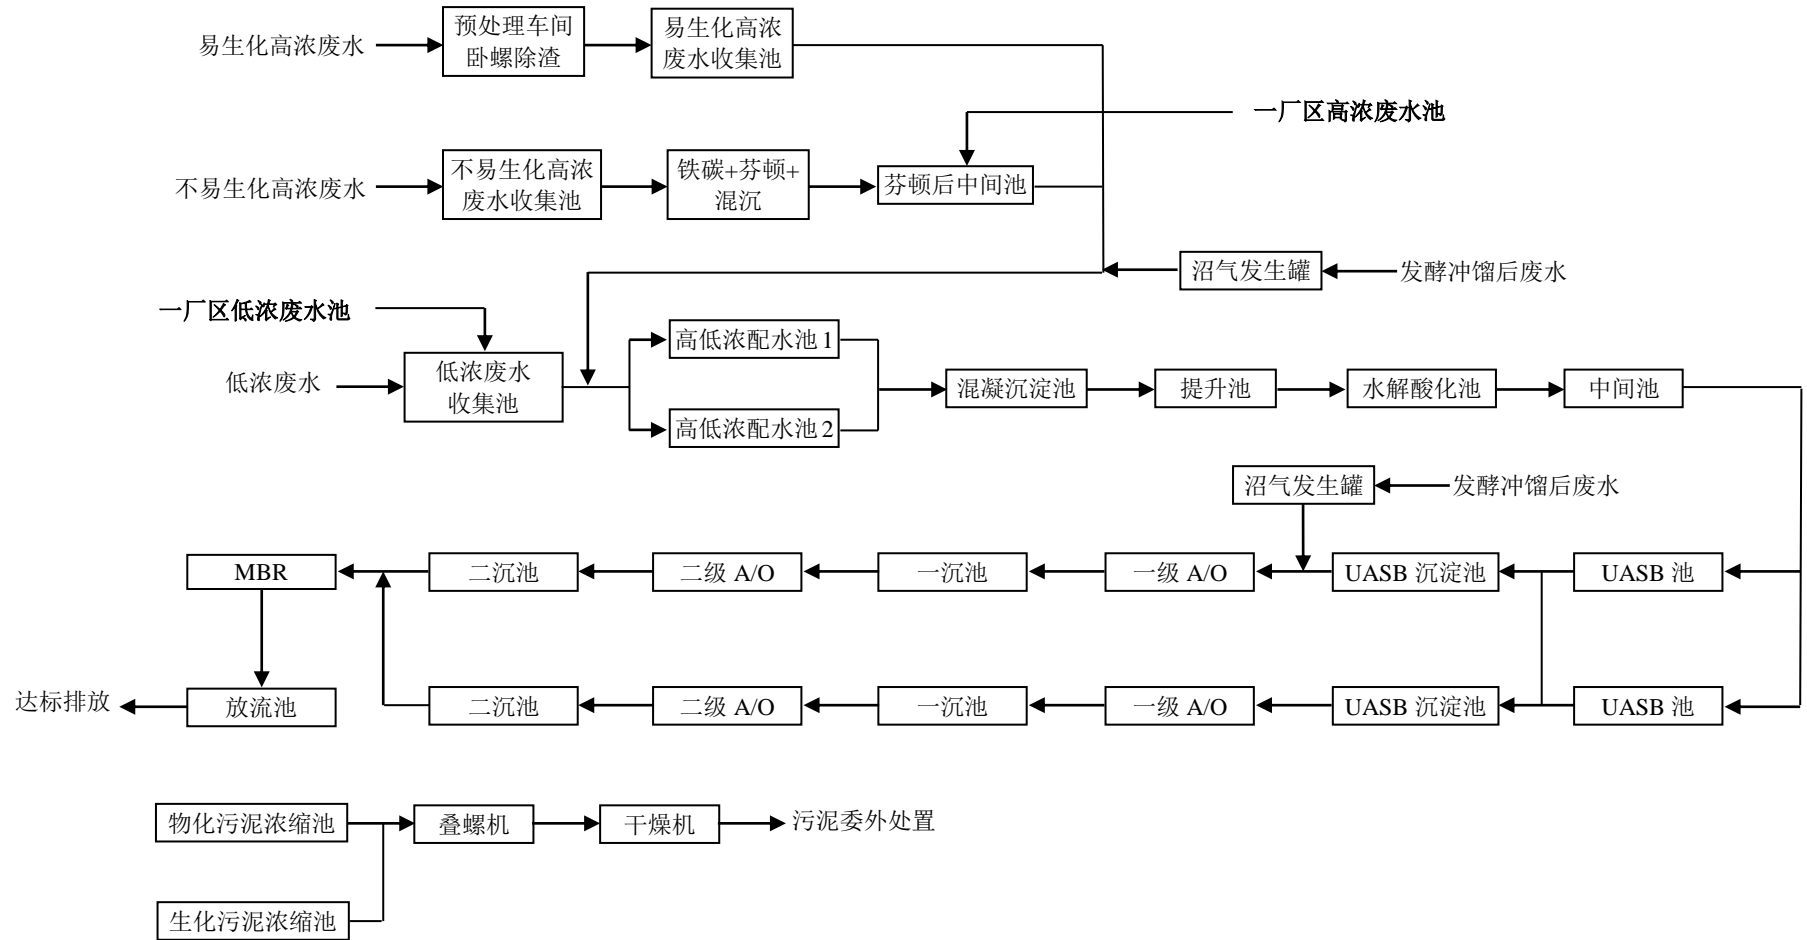 易生化高浓废水
预处理车间
卧螺除渣
易生化高浓
废水收集池
一厂区高浓废水池
不易生化高浓废水
不易生化高浓
废水收集池
铁碳+芬顿+
混沉
芬顿后中间池
沼气发生罐
发酵冲馏后废水
一厂区低浓废水池
低浓废水
低浓废水
收集池
高低浓配水池1
高低浓配水池2
混凝沉淀池
提升池
水解酸化池
中间池
沼气发生罐
发酵冲馏后废水
MBR
二沉池
二级 A/O
一沉池
一级 A/O
UASB 沉淀池
UASB 池
达标排放
放流池
二沉池
二级 A/O
一沉池
一级 A/O
UASB 沉淀池
UASB 池
物化污泥浓缩池
叠螺机
干燥机
污泥委外处置
生化污泥浓缩池